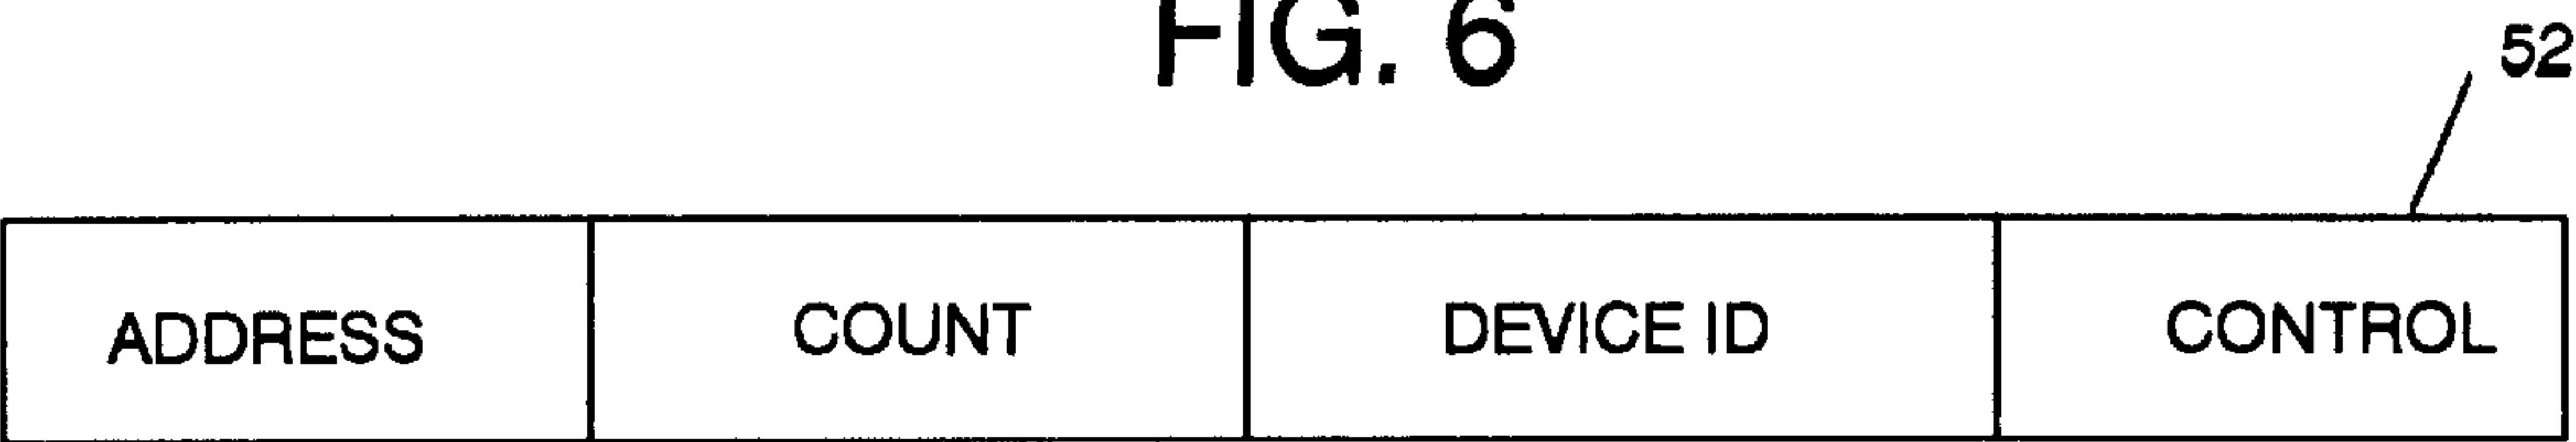 FIG. 6
52
ADDRESS COUNT DEVICE ID CONTROL